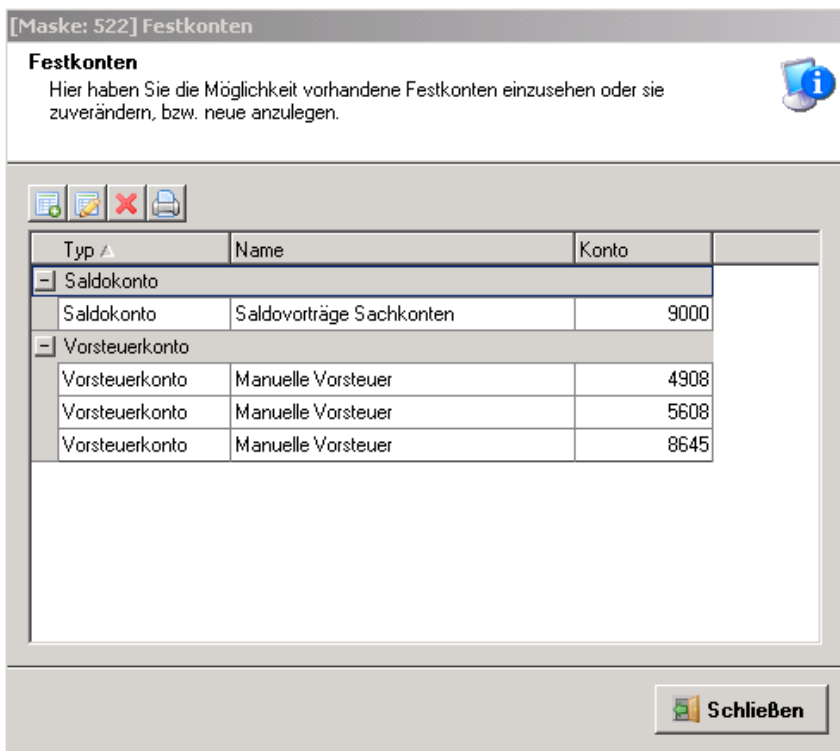 [Maske: 522] Festkonten
Festkonten
Hier haben Sie die Möglichkeit vorhandene Festkonten einzusehen oder sie
zuverändern, bzw. neue anzulegen.
Typ Name Konto
Saldokonto
Saldokonto Saldovorträge Sachkonten 9000
Vorsteuerkonto
Vorsteuerkonto Manuelle Vorsteuer 4908
Vorsteuerkonto Manuelle Vorsteuer 5608
Vorsteuerkonto Manuelle Vorsteuer 8645
Schließen